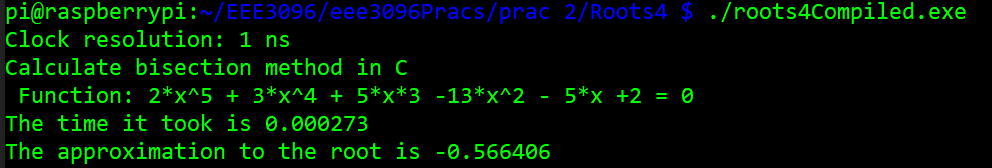 pi@raspberrypi:~/EEE3096/eee3096Pracs/prac 2/Roots4 $ ./roots4Compiled.exe
Clock resolution: 1 ns
Calculate bisection method in C
 Function: 2*x^5 + 3*x^4 + 5*x*3 -13*x^2 - 5*x +2 = 0
The time it took is 0.000273
The approximation to the root is -0.566406